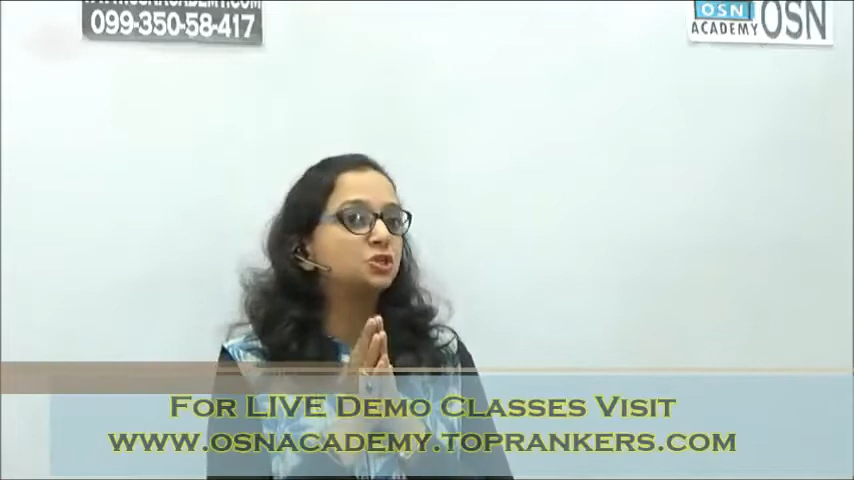 099-350-58-417
OSN
ACADEMY
OSN
FOR LIVE DEMO CLASSES VISIT
WWW.OSNACADEMY.TOPRANKERS.COM